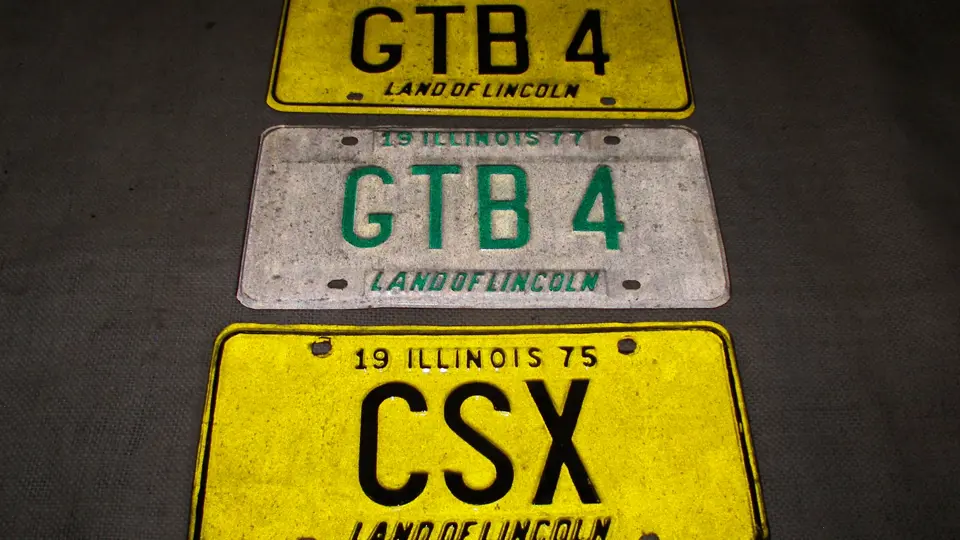 GTB 4
LAND OF LINCOLN
19 ILLINOIS 77
GTB 4
LAND OF LINCOLN
19 ILLINOIS 75
CSX
LAND OF LINCOLN